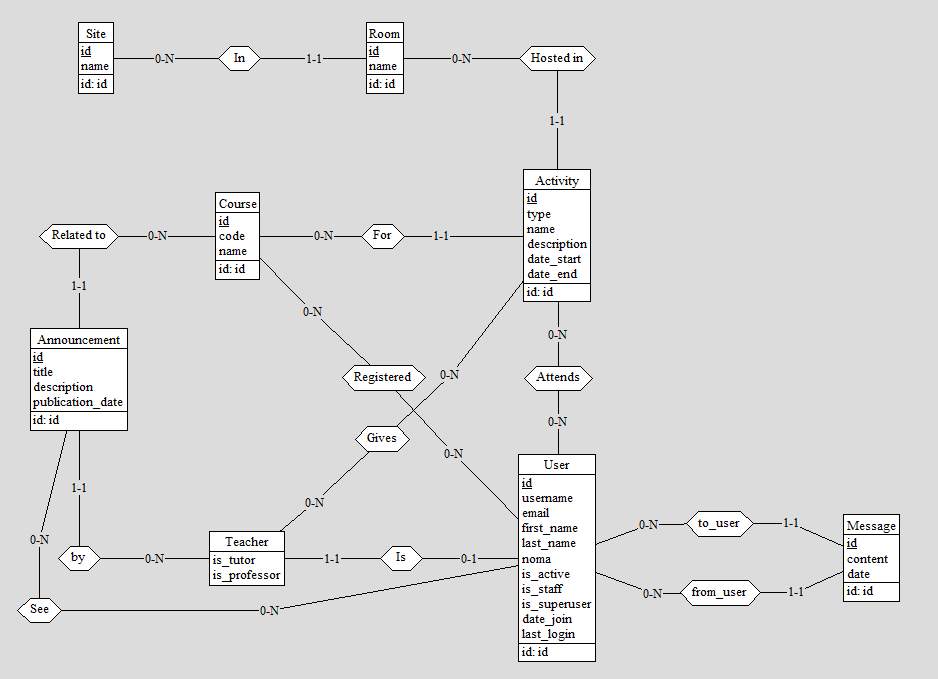 Site
id
name
id: id
0-N
In
1-1
Room
id
name
id: id
0-N
Hosted in
1-1
Activity
id
type
name
description
date_start
date_end
id: id
Course
id
code
name
id: id
Related to
0-N
0-N
For
1-1
1-1
0-N
Announcement
id
title
description
publication_date
id: id
0-N
Registered
0-N
Attends
0-N
Gives
0-N
1-1
0-N
0-N
by
0-N
Teacher
is_tutor
is_professor
1-1
Is
0-1
User
id
username
email
first_name
last_name
noma
is_active
is_staff
is_superuser
date_join
last_login
id: id
0-N
to_user
1-1
0-N
from_user
1-1
Message
id
content
date
id: id
See
0-N